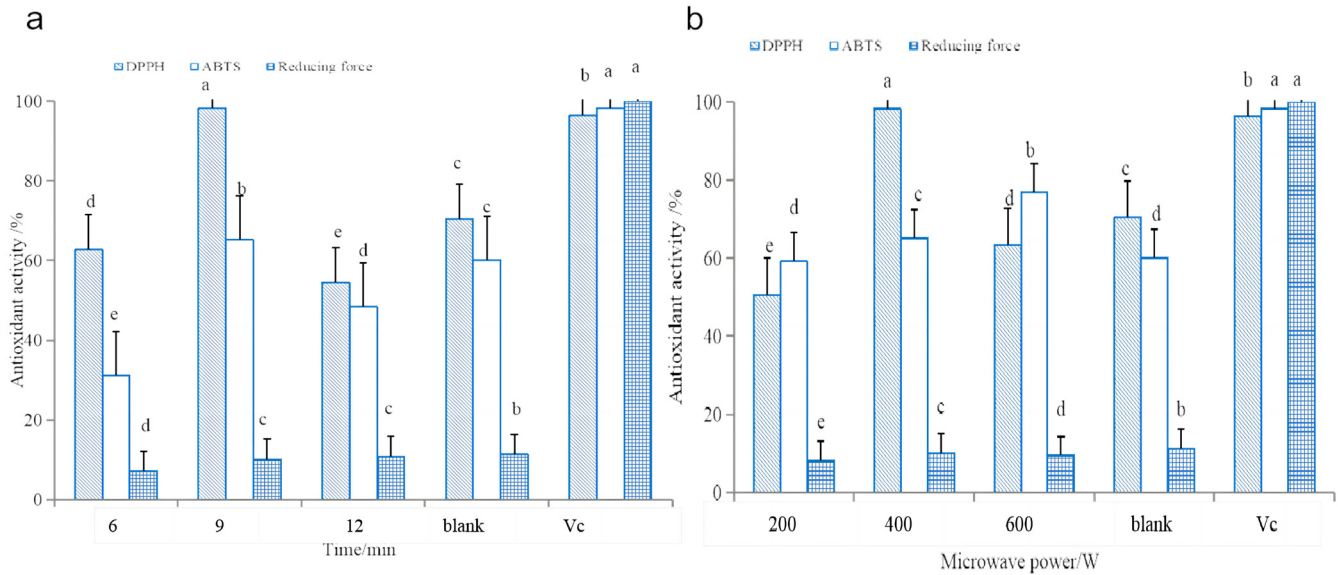 a
DPPH ABTS Reducing force
a b a a
100
d c
b c
80
e d
60
e
40
20
d c c b
0
Antioxidant activity /%
6 9 12 blank Vc
Time/min
b
DPPH ABTS Reducing force
a b a a
100
b
d d c
80
e c d
60
40
20
e c d b
0
Antioxidant activity /%
200 400 600 blank Vc
Microwave power/W